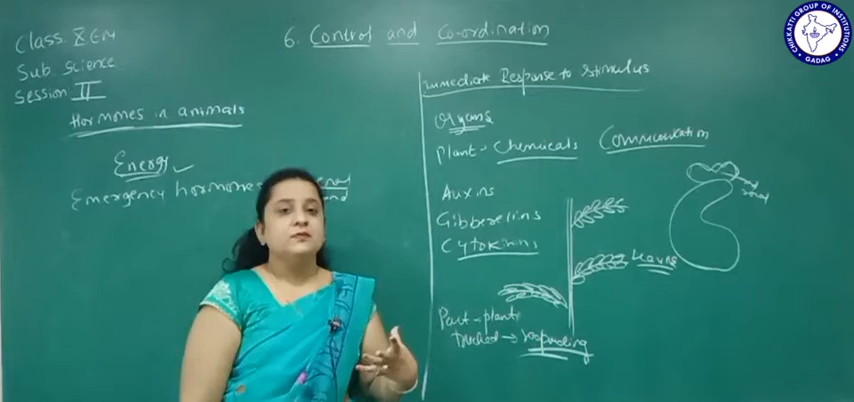 Class. X EM
Sub. Science
Session II
6. Control and Co-ordination
Hormones in animals
Energy
Emergency hormones
Immediate Response to stimulus
Organs
Plant - Chemicals Communication
Auxins
Gibberelins
Cytokinins
Leaves
Part - plant
touched → responding
CHIKKATTI GROUP OF INSTITUTIONS
GADAG